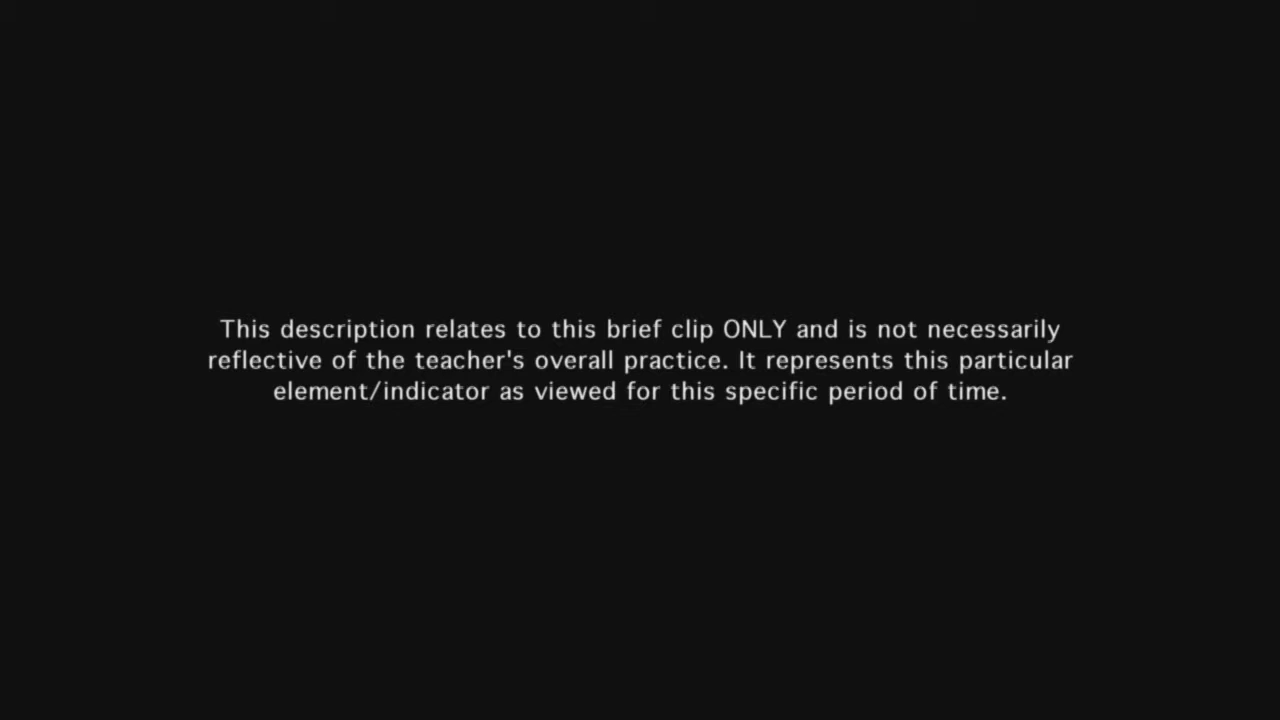 This description relates to this brief clip ONLY and is not necessarily
reflective of the teacher's overall practice. It represents this particular
element/indicator as viewed for this specific period of time.